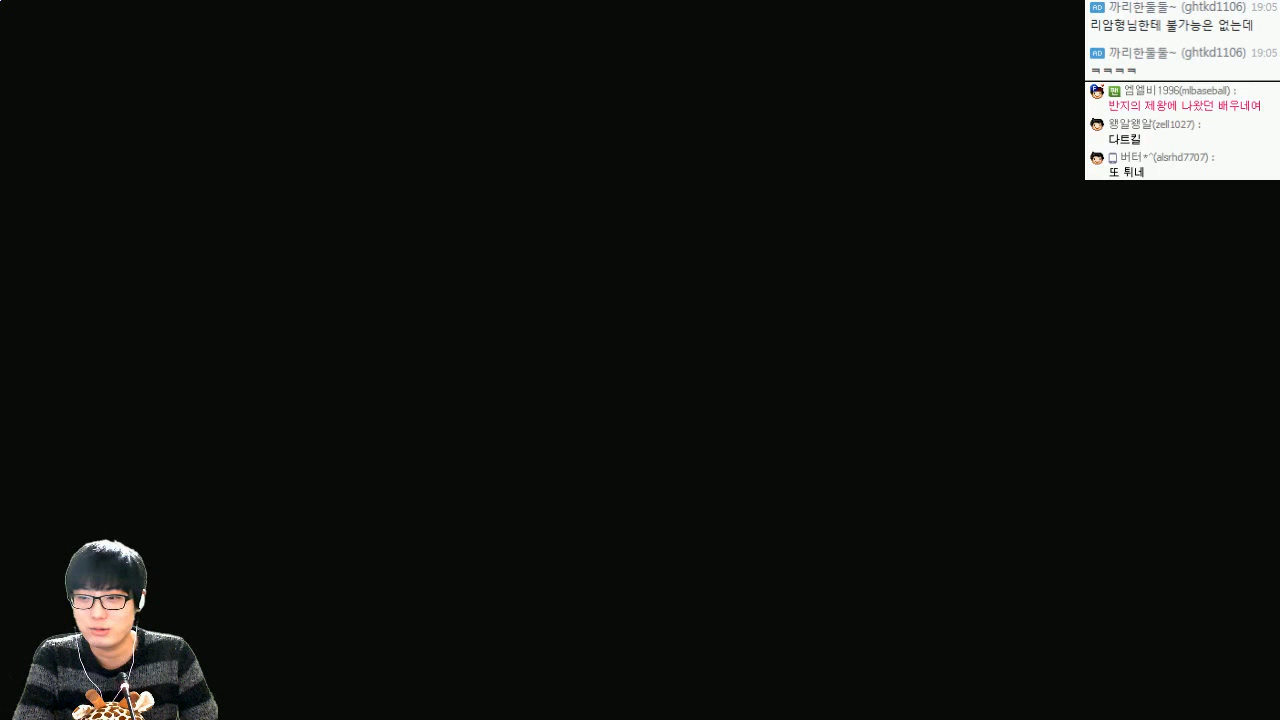 AD 까리한둘둘~ (ghtkd1106) 19:05
리암형님한테 불가능은 없는데
AD 까리한둘둘~ (ghtkd1106) 19:05
ㅋㅋㅋㅋ
팬 엠엘비1996(mlbaseball) :
반지의 제왕에 나왔던 배우네여
왱알왱알(zell1027) :
다트킬
버터*^(alsrhd7707) :
또 튀네